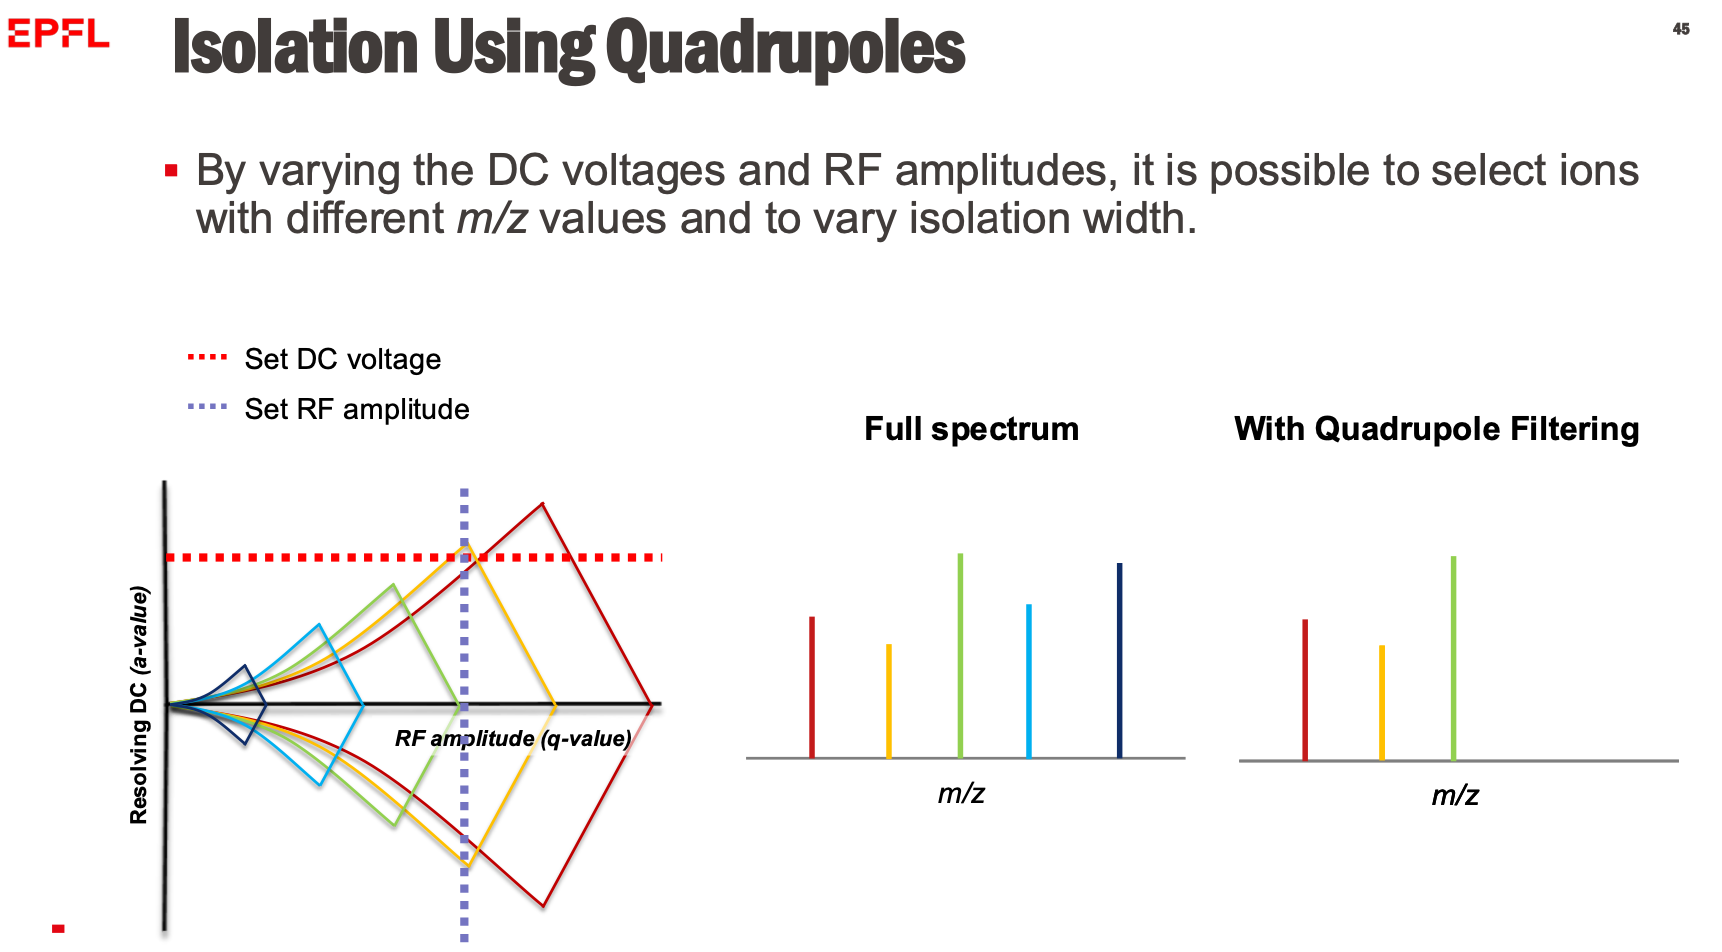 EPFL
Isolation Using Quadrupoles
45
By varying the DC voltages and RF amplitudes, it is possible to select ions
with different m/z values and to vary isolation width.
Set DC voltage
Set RF amplitude
Full spectrum
With Quadrupole Filtering
Resolving DC (a-value)
RF amplitude (q-value)
m/z
m/z